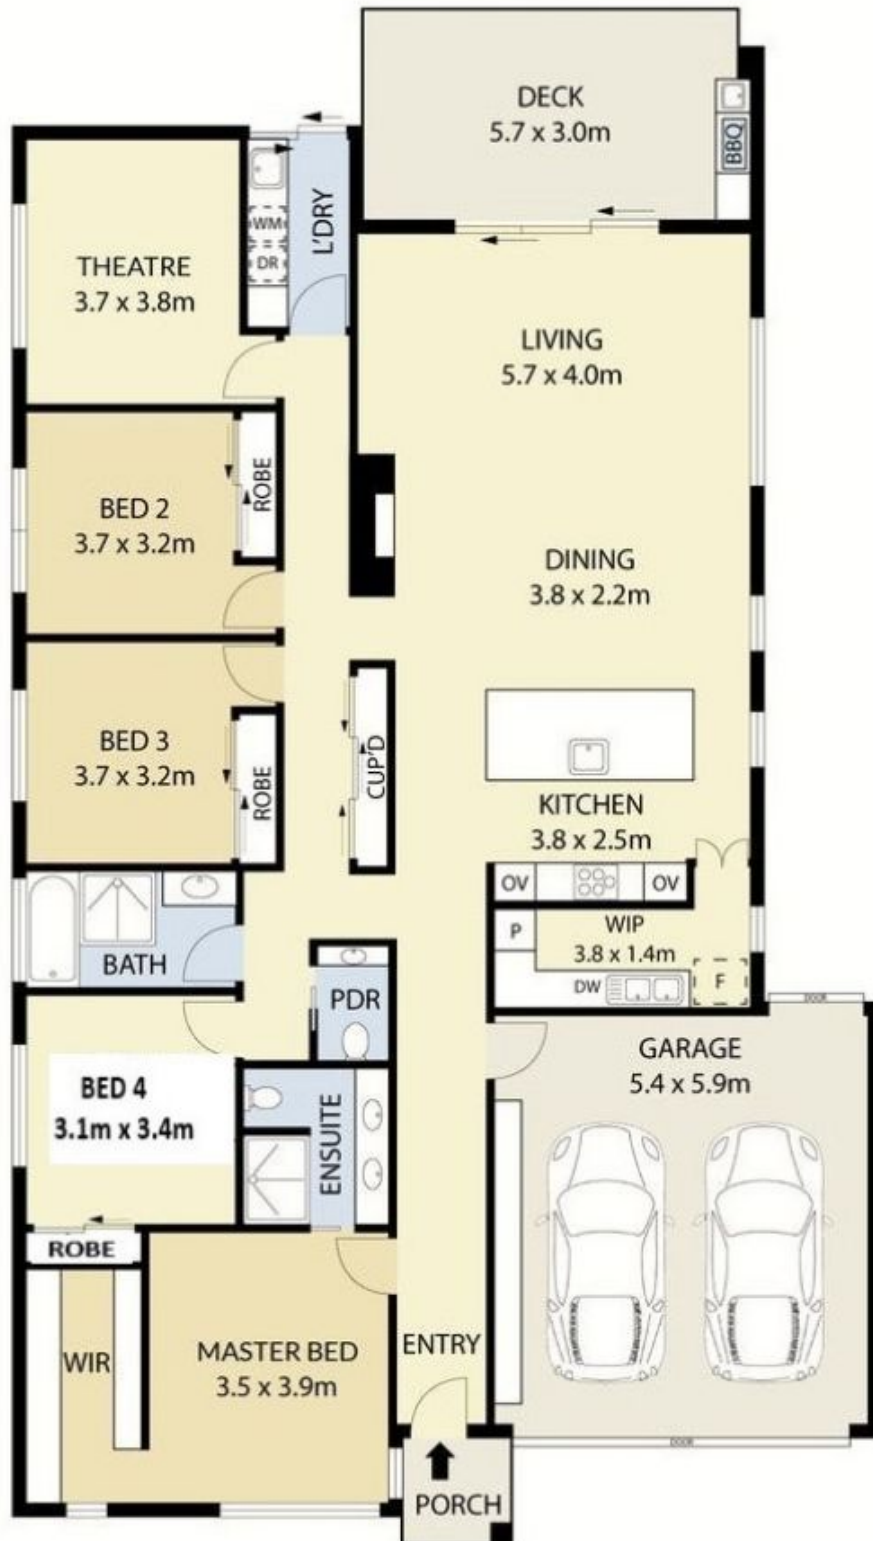 DECK
5.7 x 3.0m
BBQ
L'DRY
WM
DR
THEATRE
3.7 x 3.8m
LIVING
5.7 x 4.0m
BED 2
3.7 x 3.2m
ROBE
DINING
3.8 x 2.2m
BED 3
3.7 x 3.2m
ROBE
CUP'D
KITCHEN
3.8 x 2.5m
OV
OV
P
WIP
3.8 x 1.4m
DW
F
BATH
PDR
DOOR
GARAGE
5.4 x 5.9m
BED 4
3.1m x 3.4m
ENSUITE
ROBE
WIR
MASTER BED
3.5 x 3.9m
ENTRY
DOOR
PORCH